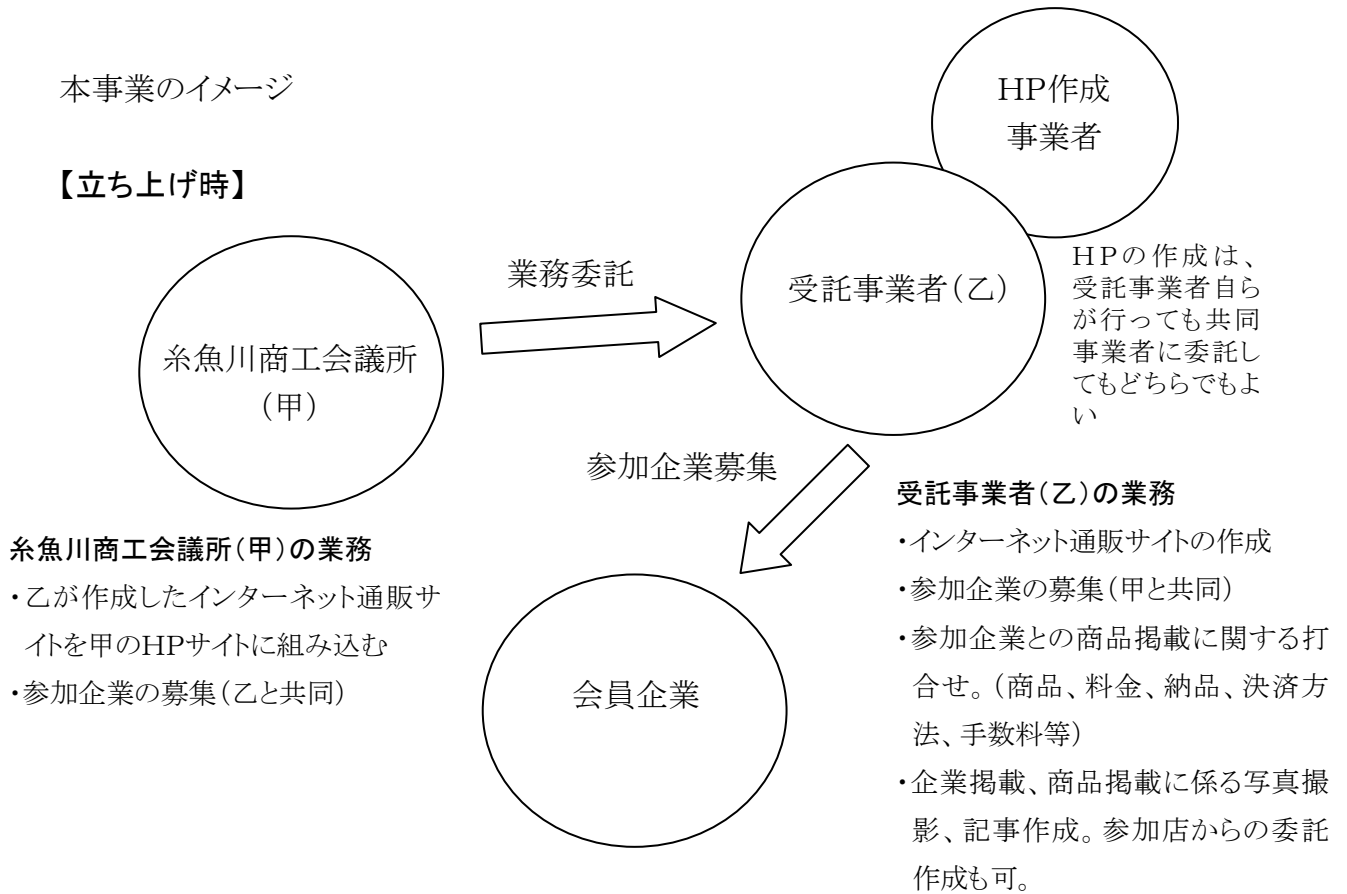 本事業のイメージ
【立ち上げ時】
HP作成
事業者
業務委託
受託事業者(乙)
糸魚川商工会議所
(甲)
HPの作成は、
受託事業者自ら
が行っても共同
事業者に委託し
てもどちらでもよ
い
参加企業募集
会員企業
糸魚川商工会議所(甲)の業務
・乙が作成したインターネット通販サ
イトを甲のHPサイトに組み込む
・参加企業の募集(乙と共同)
受託事業者(乙)の業務
・インターネット通販サイトの作成
・参加企業の募集(甲と共同)
・参加企業との商品掲載に関する打
合せ。(商品、料金、納品、決済方
法、手数料等)
・企業掲載、商品掲載に係る写真撮
影、記事作成。参加店からの委託
作成も可。